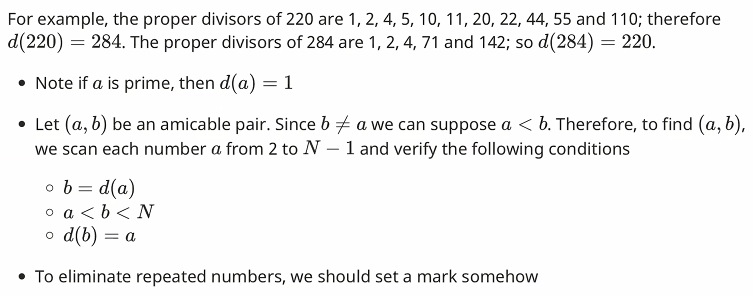 For example, the proper divisors of 220 are 1, 2, 4, 5, 10, 11, 20, 22, 44, 55 and 110; therefore
d(220) = 284. The proper divisors of 284 are 1, 2, 4, 71 and 142; so d(284) = 220.
• Note if a is prime, then d(a) = 1
• Let (a, b) be an amicable pair. Since b ≠ a we can suppose a < b. Therefore, to find (a, b),
we scan each number a from 2 to N − 1 and verify the following conditions
◦ b = d(a)
◦ a < b < N
◦ d(b) = a
• To eliminate repeated numbers, we should set a mark somehow